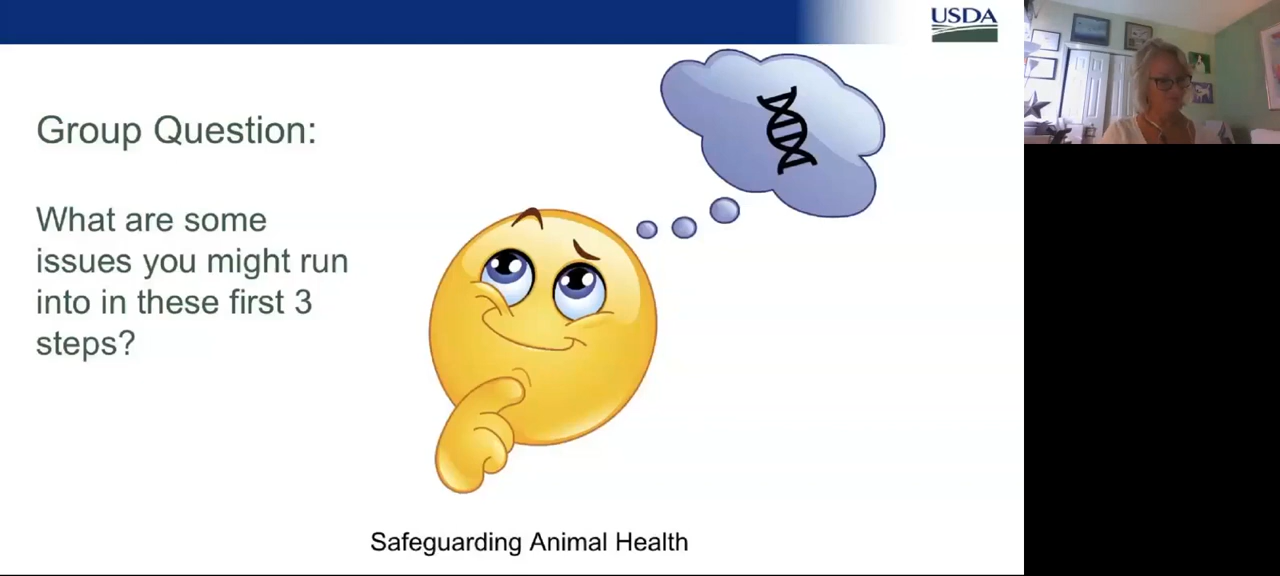 USDA
Group Question:
What are some
issues you might run
into in these first 3
steps?
Safeguarding Animal Health